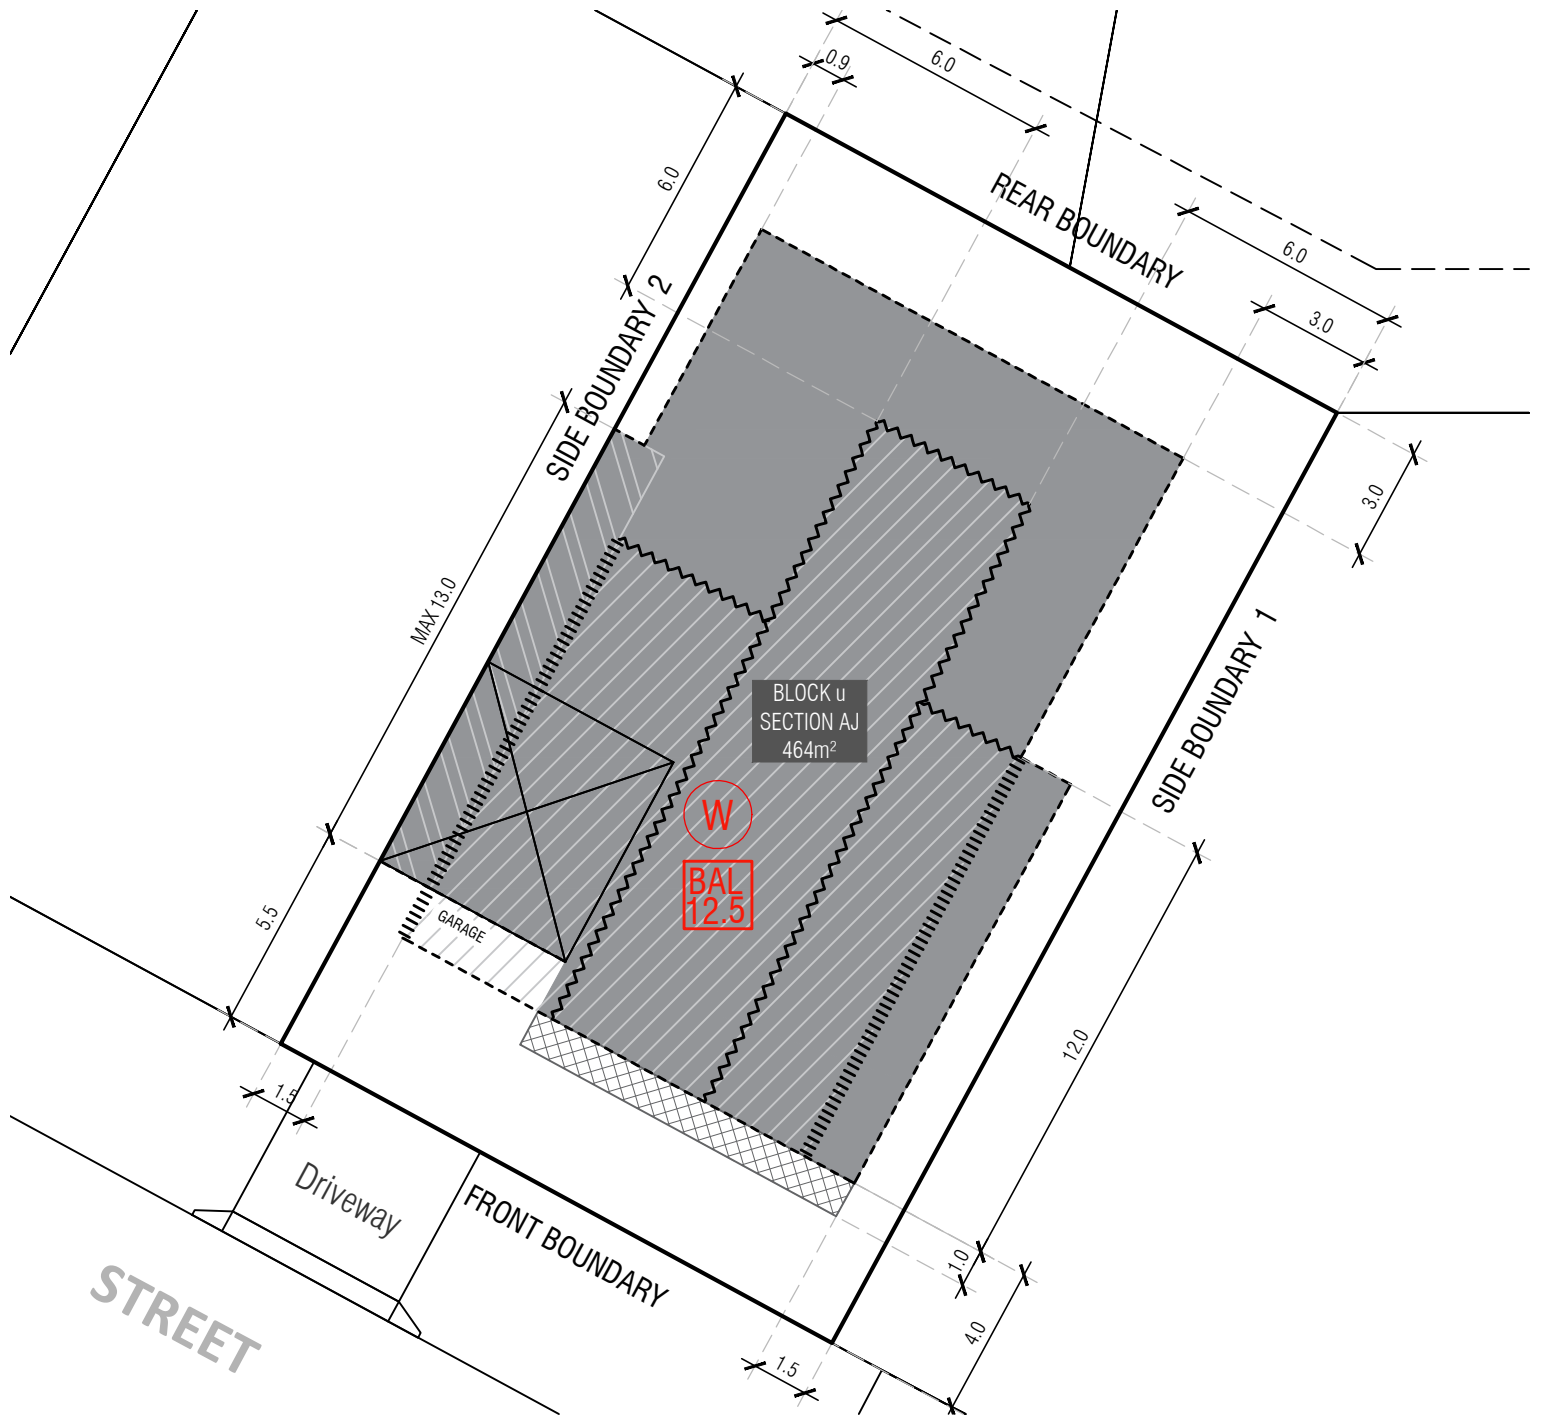 6.0
0.9
6.0
REAR BOUNDARY
6.0
3.0
SIDE BOUNDARY 2
3.0
MAX 13.0
SIDE BOUNDARY 1
BLOCK u
SECTION AJ
464m²
W
BAL
12.5
GARAGE
5.5
12.0
1.5
1.0
4.0
Driveway
FRONT BOUNDARY
STREET
1.5